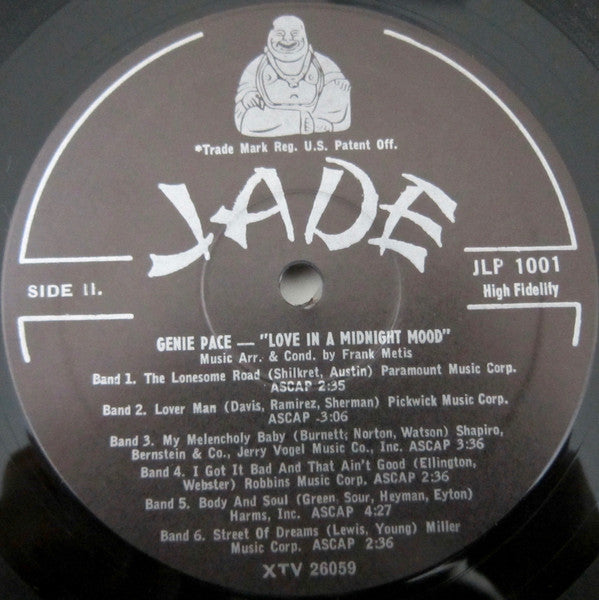 *Trade Mark Reg. U.S. Patent Off.
JADE
SIDE II.
JLP 1001
High Fidelity
GENIE PACE — "LOVE IN A MIDNIGHT MOOD"
Music Arr. & Cond. by Frank Metis
Band 1. The Lonesome Road (Shilkret, Austin) Paramount Music Corp.
ASCAP 2:35
Band 2. Lover Man (Davis, Ramirez, Sherman) Pickwick Music Corp.
ASCAP 3:06
Band 3. My Melencholy Baby (Burnett, Norton, Watson) Shapiro,
Bernstein & Co., Jerry Vogel Music Co., Inc. ASCAP 3:36
Band 4. I Got It Bad And That Ain't Good (Ellington,
Webster) Robbins Music Corp. ASCAP 2:36
Band 5. Body And Soul (Green, Sour, Heyman, Eyton)
Harms, Inc. ASCAP 4:27
Band 6. Street Of Dreams (Lewis, Young) Miller
Music Corp. ASCAP 2:36
XTV 26059